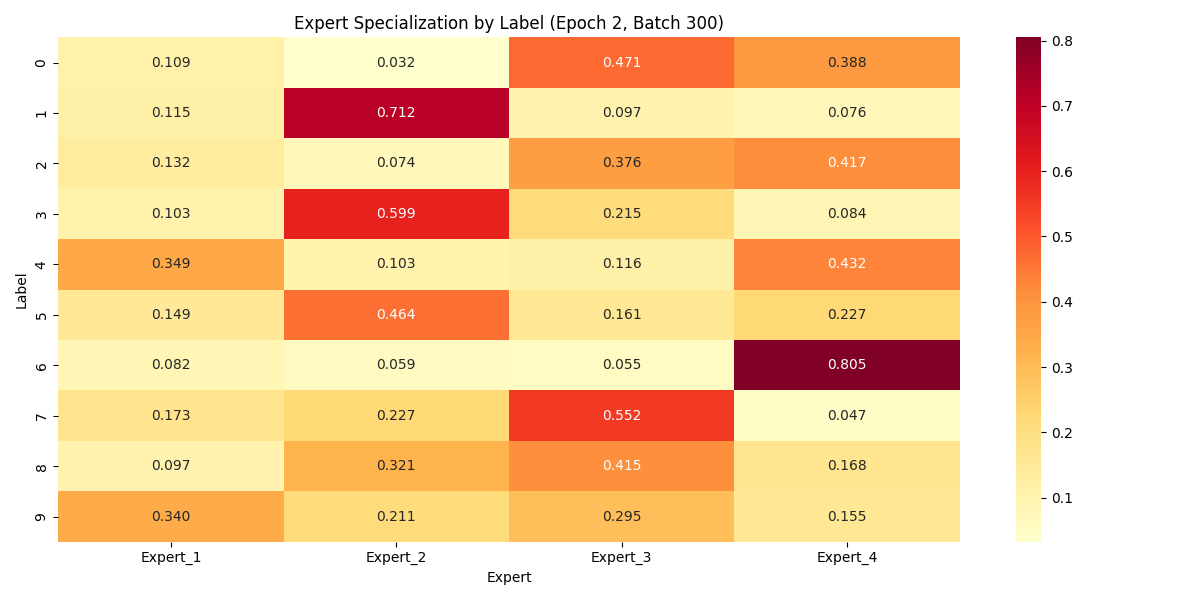 Expert Specialization by Label (Epoch 2, Batch 300)
0 0.109 0.032 0.471 0.388
1 0.115 0.712 0.097 0.076
2 0.132 0.074 0.376 0.417
3 0.103 0.599 0.215 0.084
4 0.349 0.103 0.116 0.432
5 0.149 0.464 0.161 0.227
6 0.082 0.059 0.055 0.805
7 0.173 0.227 0.552 0.047
8 0.097 0.321 0.415 0.168
9 0.340 0.211 0.295 0.155
Label
Expert_1 Expert_2 Expert_3 Expert_4
Expert
0.8
0.7
0.6
0.5
0.4
0.3
0.2
0.1